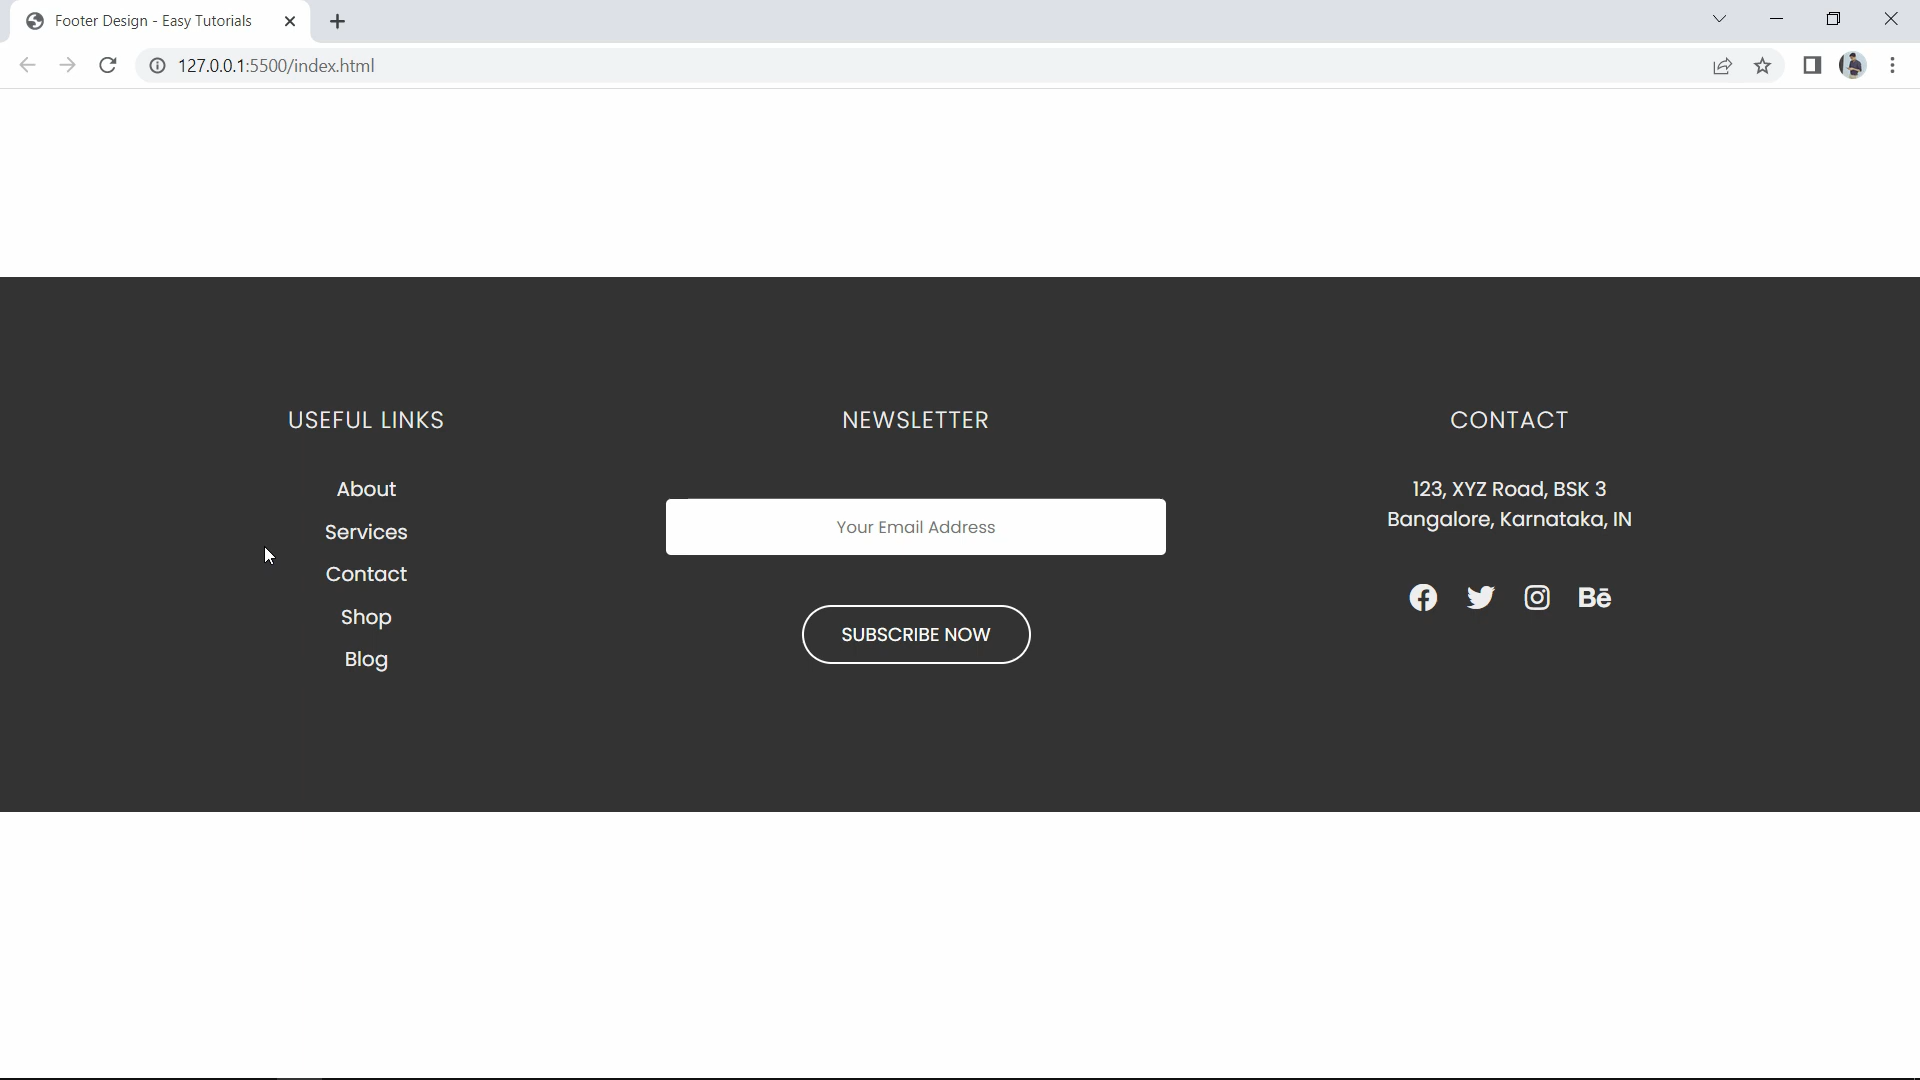 Footer Design - Easy Tutorials
127.0.0.1:5500/index.html
USEFUL LINKS
About
Services
Contact
Shop
Blog
NEWSLETTER
Your Email Address
SUBSCRIBE NOW
CONTACT
123, XYZ Road, BSK 3
Bangalore, Karnataka, IN
Bē